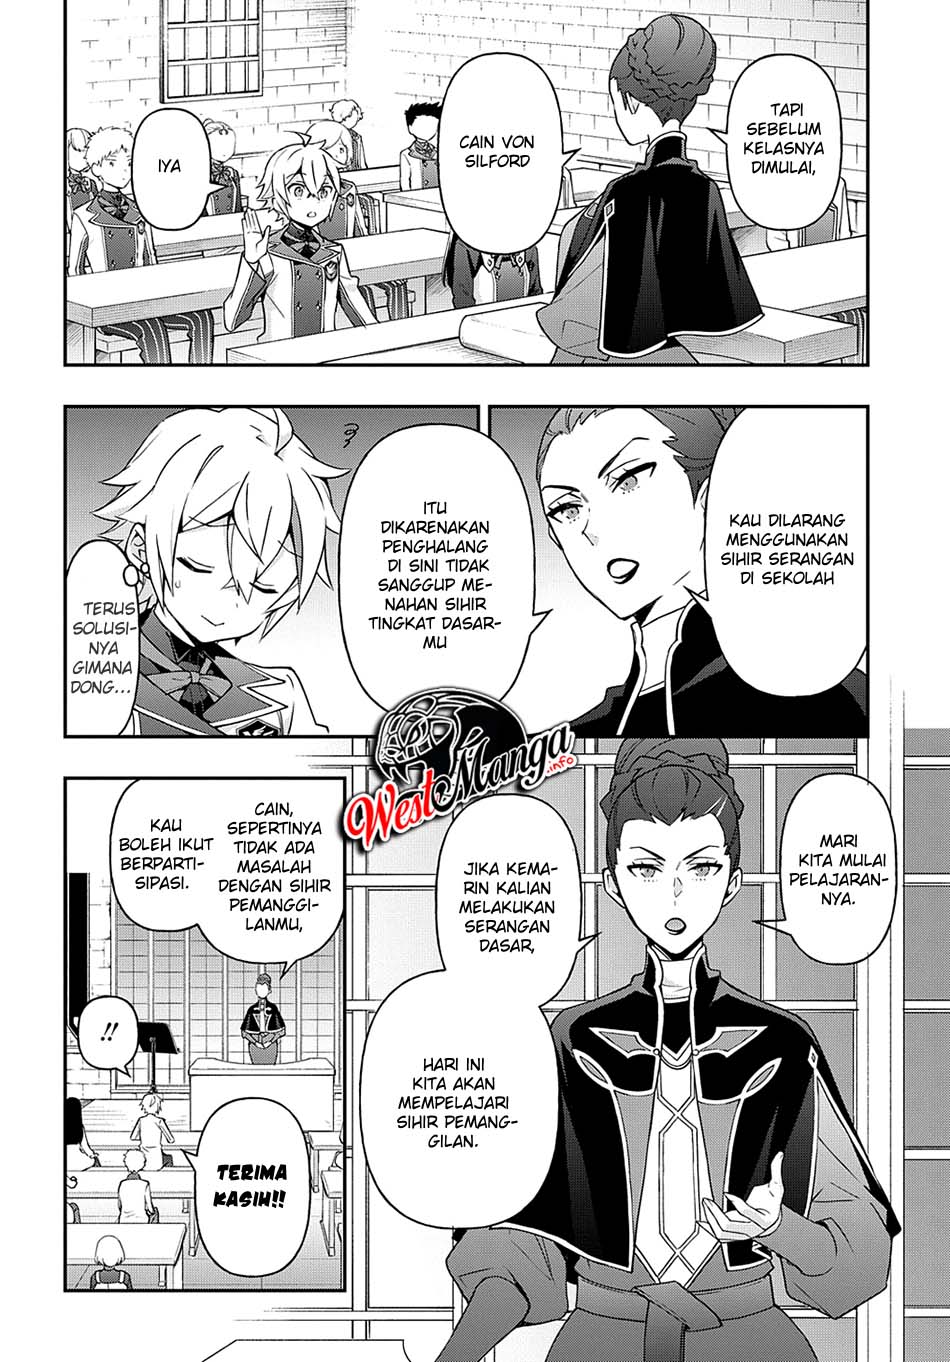 TAPI
SEBELUM
KELASNYA
DIMULAI,
CAIN VON
SILFORD
IYA
KAU DILARANG
MENGGUNAKAN
SIHIR SERANGAN
DI SEKOLAH
ITU
DIKARENAKAN
PENGHALANG
DI SINI TIDAK
SANGGUP ME-
NAHAN SIHIR
TINGKAT DASAR-
MU
TERUS
SOLUSI-
NYA
GIMANA
DONG...
WestManga
.info
MARI
KITA MULAI
PELAJARAN-
NYA.
JIKA KEMA-
RIN KALIAN
MELAKUKAN
SERANGAN
DASAR,
HARI INI
KITA AKAN
MEMPELAJARI
SIHIR PEMANG-
GILAN.
CAIN,
SEPERTINYA
TIDAK ADA
MASALAH
DENGAN SIHIR
PEMANGGI-
LANMU,
KAU
BOLEH IKUT
BERPARTI-
SIPASI.
!!
TERIMA
KASIH!!